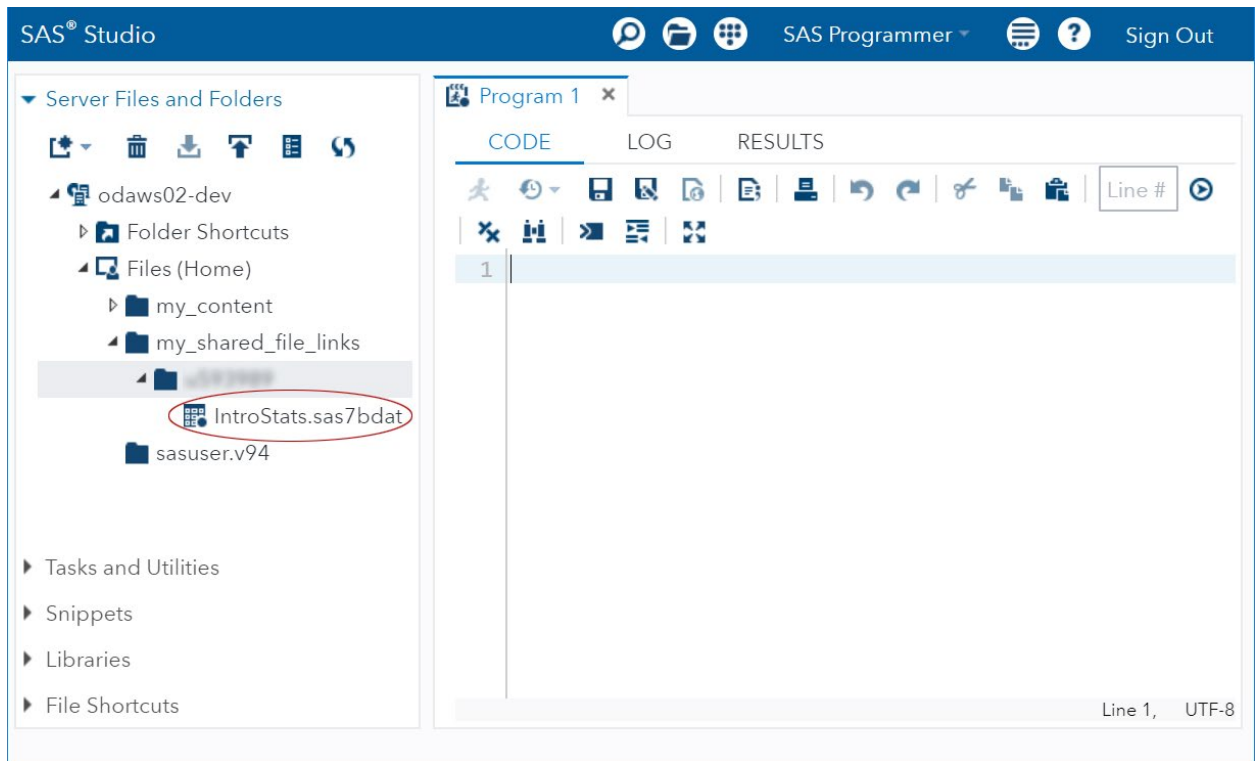 SAS® Studio
SAS Programmer
Sign Out
Server Files and Folders
odaws02-dev
Folder Shortcuts
Files (Home)
my_content
my_shared_file_links
IntroStats.sas7bdat
sasuser.v94
Tasks and Utilities
Snippets
Libraries
File Shortcuts
Program 1
CODE LOG RESULTS
Line #
1
Line 1, UTF-8